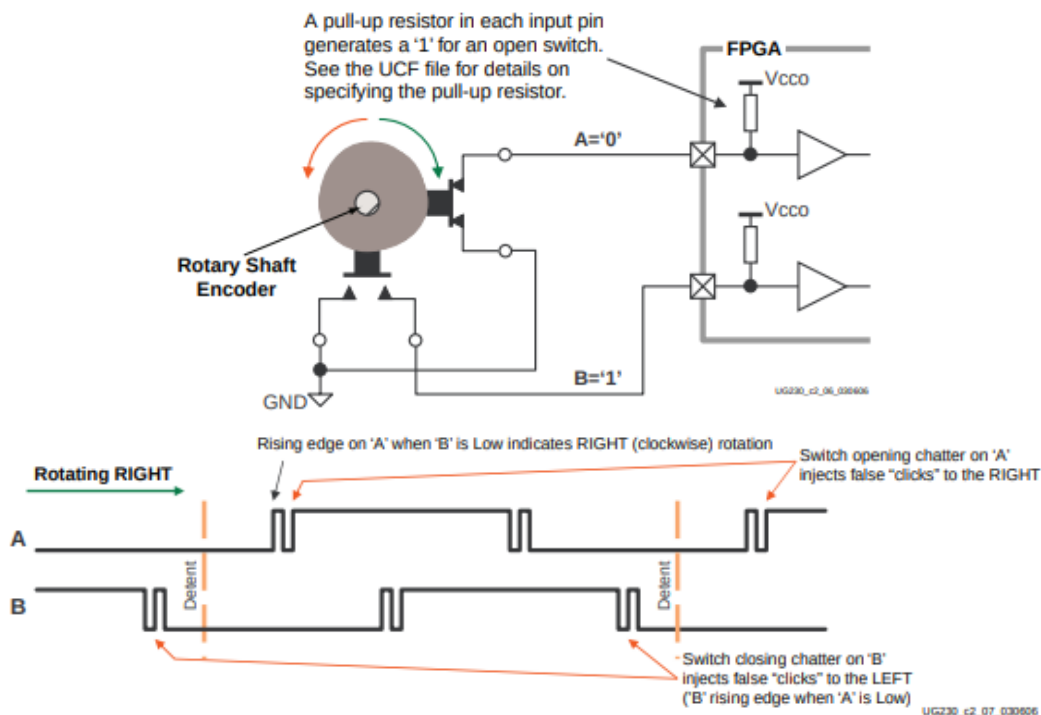 A pull-up resistor in each input pin
generates a ‘1’ for an open switch.
See the UCF file for details on
specifying the pull-up resistor.
FPGA
Vcco
A=‘0’
Vcco
Rotary Shaft
Encoder
B=‘1’
GND
UG230_c2_06_030606
Rising edge on ‘A’ when ‘B’ is Low indicates RIGHT (clockwise) rotation
Rotating RIGHT
Switch opening chatter on ‘A’
injects false “clicks” to the RIGHT
A
Detent
Detent
B
Switch closing chatter on ‘B’
injects false “clicks” to the LEFT
(‘B’ rising edge when ‘A’ is Low)
UG230_c2_07_030606